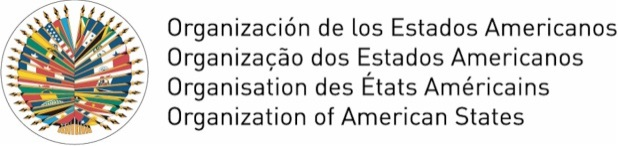 Organización de los Estados Americanos
Organização dos Estados Americanos
Organisation des États Américains
Organization of American States